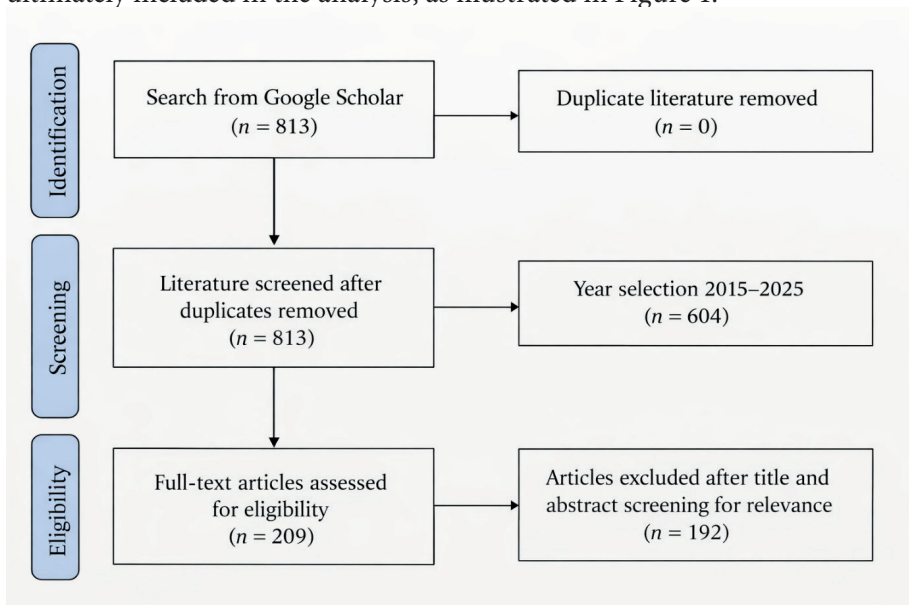 ultimately included in the analysis, as illustrated in Figure 1.
Identification
Search from Google Scholar
(n = 813)
Duplicate literature removed
(n = 0)
Screening
Literature screened after
duplicates removed
(n = 813)
Year selection 2015–2025
(n = 604)
Eligibility
Full-text articles assessed
for eligibility
(n = 209)
Articles excluded after title and
abstract screening for relevance
(n = 192)